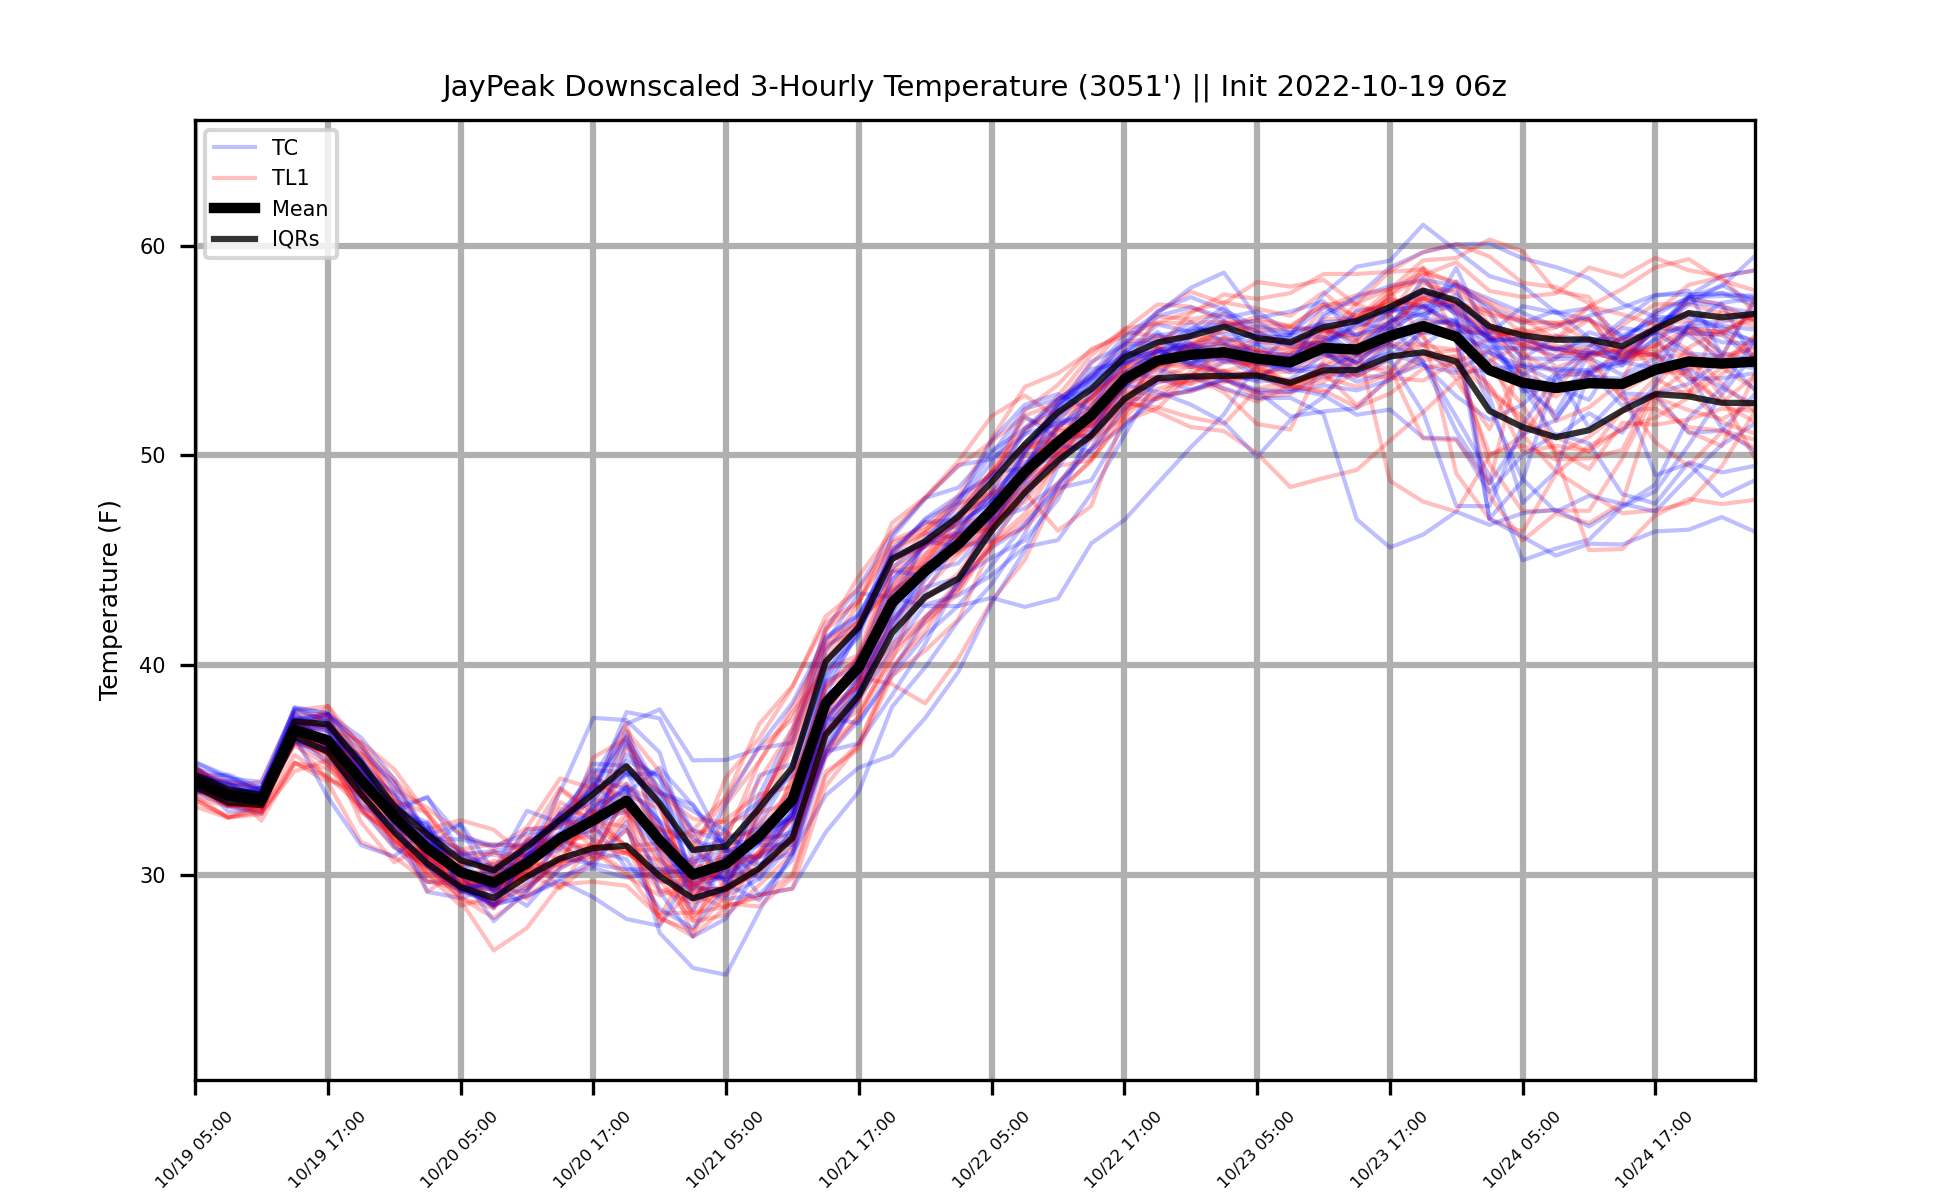 JayPeak Downscaled 3-Hourly Temperature (3051') || Init 2022-10-19 06z
TC
TL1
Mean
IQRs
Temperature (F)
60
50
40
30
10/19 05:00
10/19 17:00
10/20 05:00
10/20 17:00
10/21 05:00
10/21 17:00
10/22 05:00
10/22 17:00
10/23 05:00
10/23 17:00
10/24 05:00
10/24 17:00